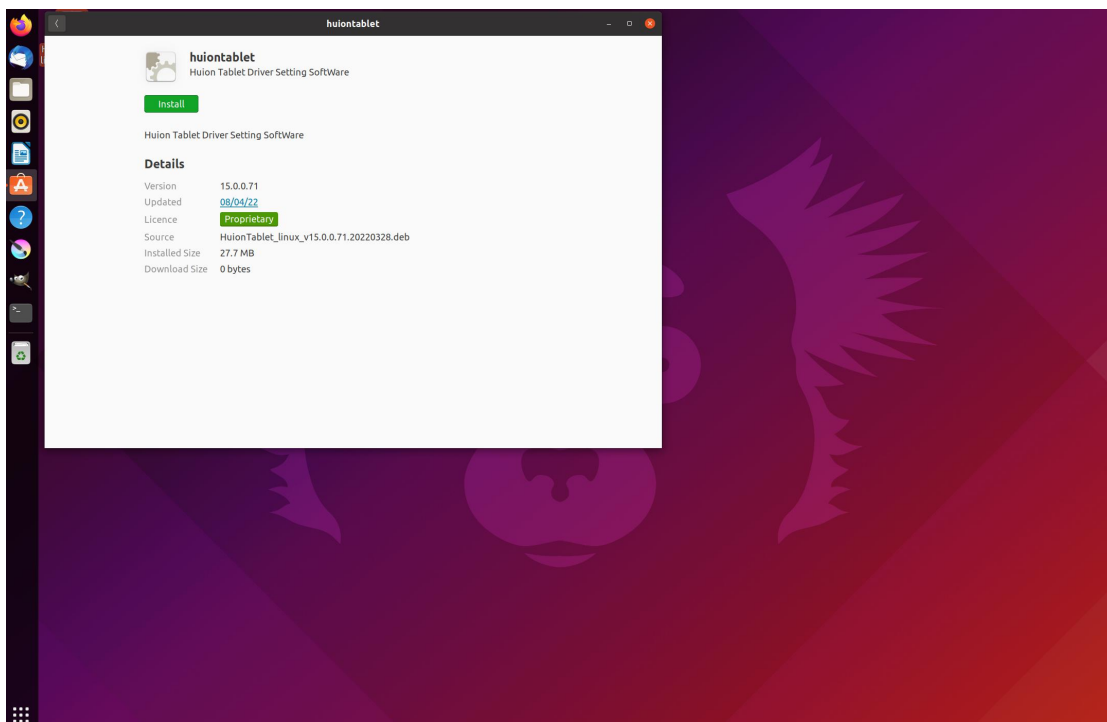 huiontablet
huiontablet
Huion Tablet Driver Setting SoftWare
Install
Huion Tablet Driver Setting SoftWare
Details
Version 15.0.0.71
Updated 08/04/22
Licence Proprietary
Source HuionTablet_linux_v15.0.0.71.20220328.deb
Installed Size 27.7 MB
Download Size 0 bytes